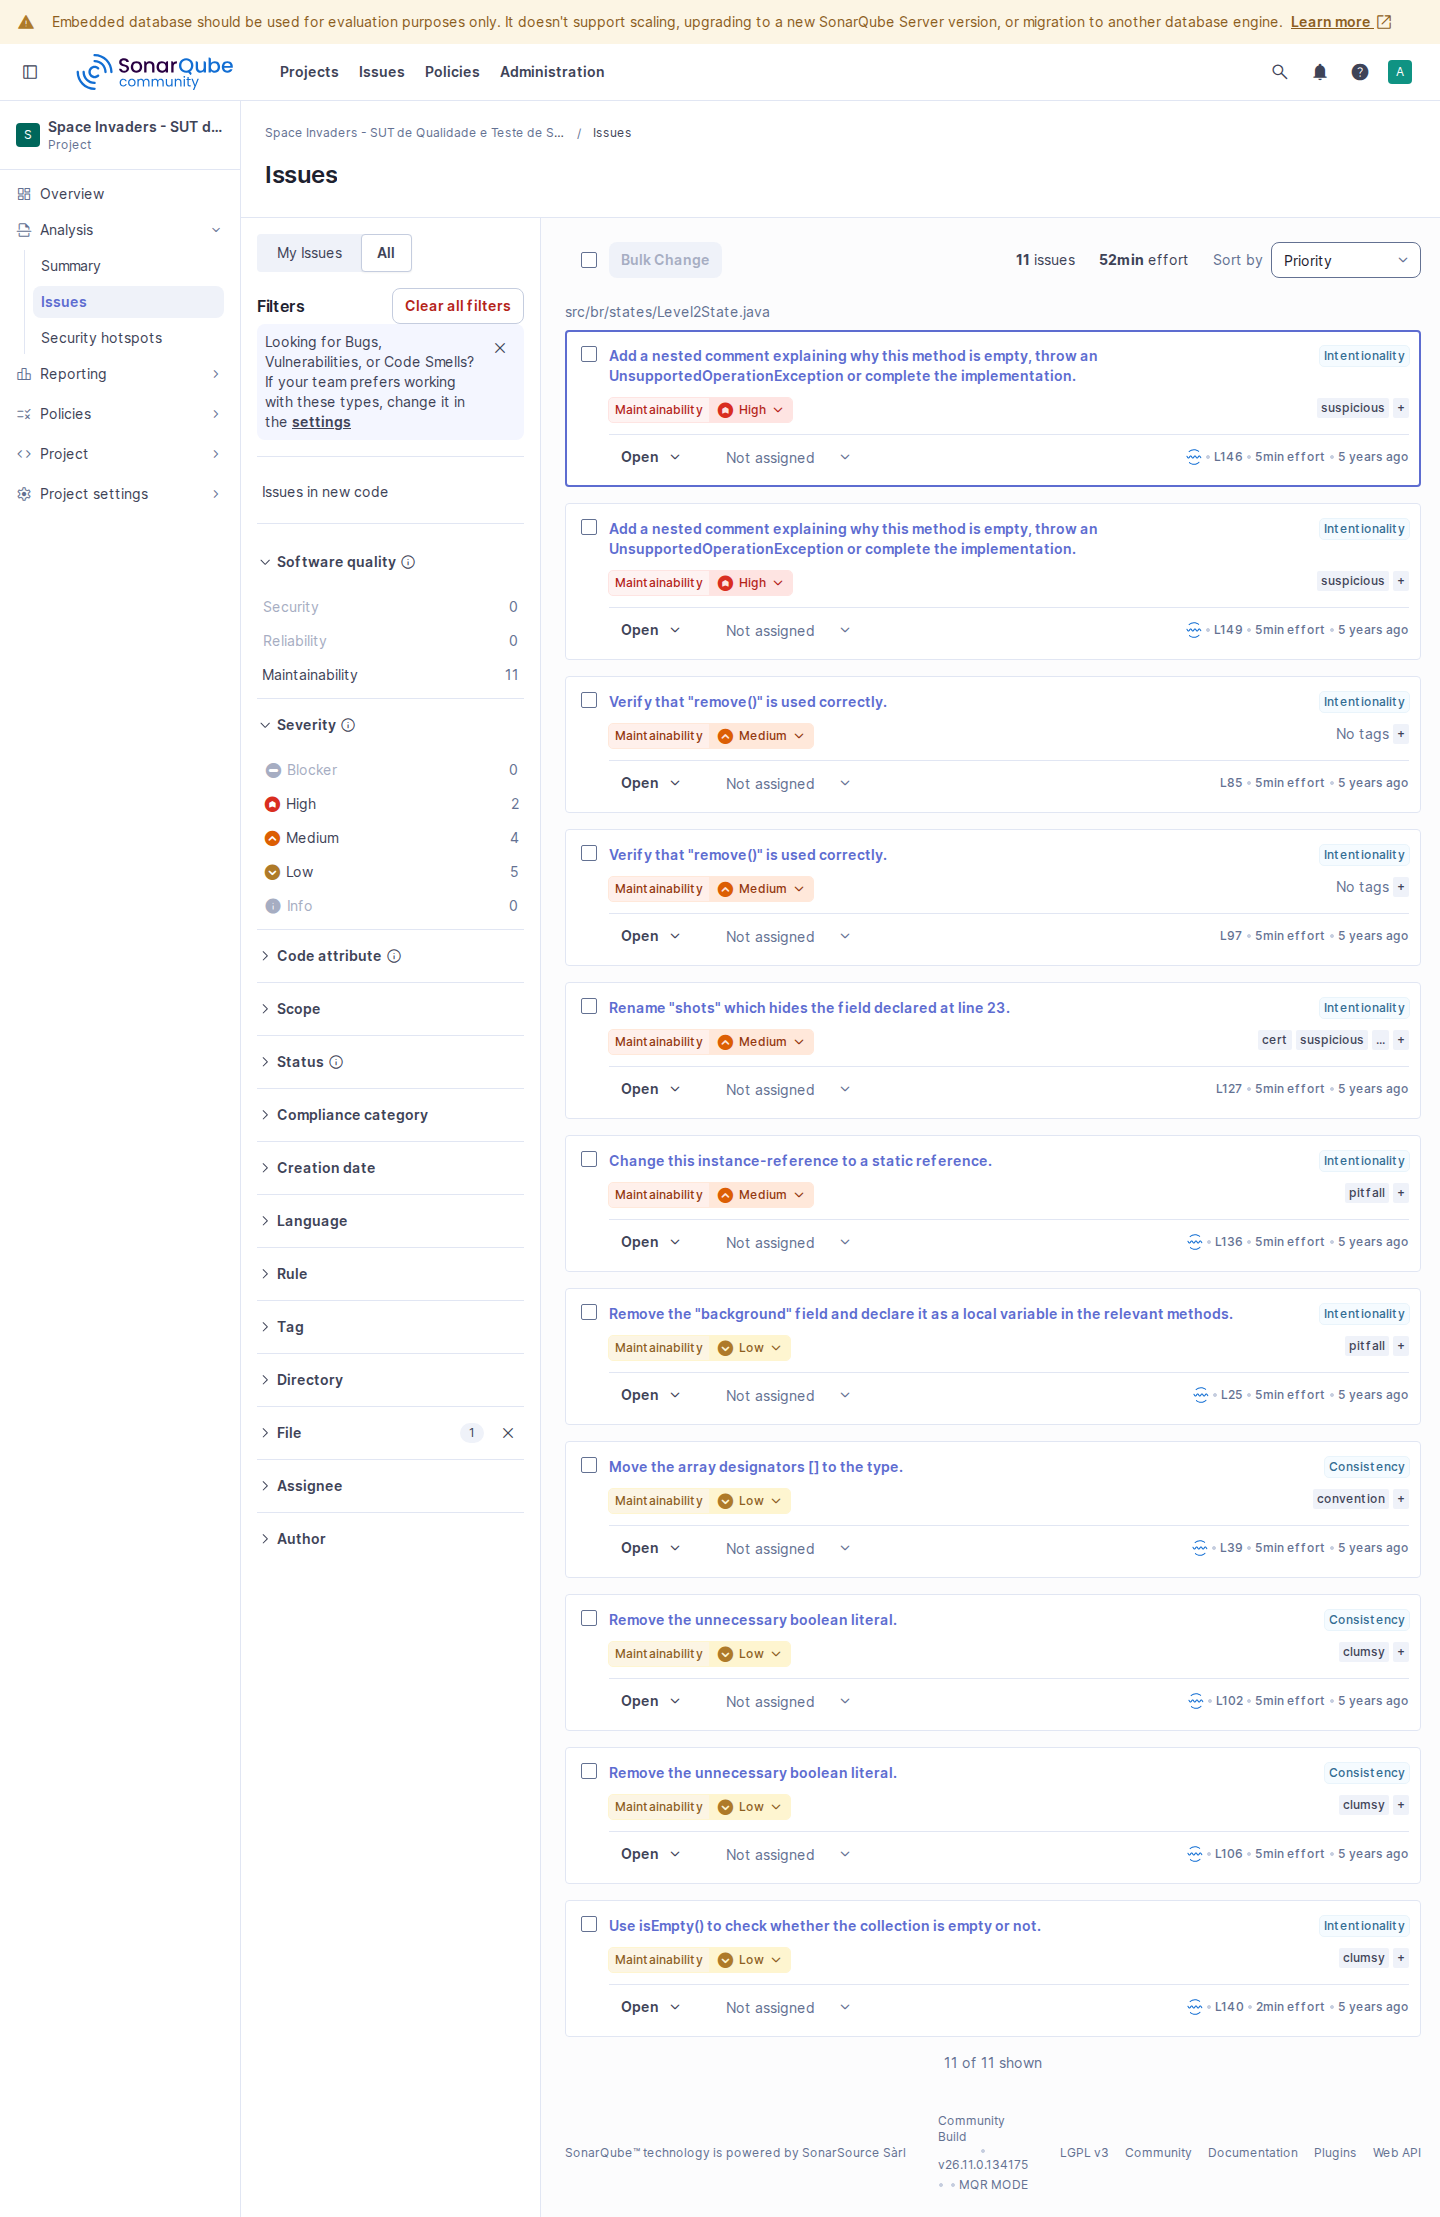 Embedded database should be used for evaluation purposes only. It doesn't support scaling, upgrading to a new SonarQube Server version, or migration to another database engine. Learn more
SonarQube community
Projects Issues Policies Administration
A
S
Space Invaders - SUT d...
Project
Overview
Analysis
Summary
Issues
Security hotspots
Reporting
Policies
Project
Project settings
Space Invaders - SUT de Qualidade e Teste de S... / Issues
Issues
My Issues All
Filters
Clear all filters
Looking for Bugs,
Vulnerabilities, or Code Smells?
If your team prefers working
with these types, change it in
the settings
Issues in new code
Software quality
Security 0
Reliability 0
Maintainability 11
Severity
Blocker 0
High 2
Medium 4
Low 5
Info 0
Code attribute
Scope
Status
Compliance category
Creation date
Language
Rule
Tag
Directory
File 1
Assignee
Author
Bulk Change
11 issues 52min effort Sort by Priority
src/br/states/Level2State.java
Add a nested comment explaining why this method is empty, throw an
UnsupportedOperationException or complete the implementation.
Intentionality
Maintainability High
suspicious +
Open Not assigned
L146 • 5min effort • 5 years ago
Add a nested comment explaining why this method is empty, throw an
UnsupportedOperationException or complete the implementation.
Intentionality
Maintainability High
suspicious +
Open Not assigned
L149 • 5min effort • 5 years ago
Verify that "remove()" is used correctly.
Intentionality
Maintainability Medium
No tags +
Open Not assigned
L85 • 5min effort • 5 years ago
Verify that "remove()" is used correctly.
Intentionality
Maintainability Medium
No tags +
Open Not assigned
L97 • 5min effort • 5 years ago
Rename "shots" which hides the field declared at line 23.
Intentionality
Maintainability Medium
cert suspicious ... +
Open Not assigned
L127 • 5min effort • 5 years ago
Change this instance-reference to a static reference.
Intentionality
Maintainability Medium
pitfall +
Open Not assigned
L136 • 5min effort • 5 years ago
Remove the "background" field and declare it as a local variable in the relevant methods.
Intentionality
Maintainability Low
pitfall +
Open Not assigned
L25 • 5min effort • 5 years ago
Move the array designators [] to the type.
Consistency
Maintainability Low
convention +
Open Not assigned
L39 • 5min effort • 5 years ago
Remove the unnecessary boolean literal.
Consistency
Maintainability Low
clumsy +
Open Not assigned
L102 • 5min effort • 5 years ago
Remove the unnecessary boolean literal.
Consistency
Maintainability Low
clumsy +
Open Not assigned
L106 • 5min effort • 5 years ago
Use isEmpty() to check whether the collection is empty or not.
Intentionality
Maintainability Low
clumsy +
Open Not assigned
L140 • 2min effort • 5 years ago
11 of 11 shown
SonarQube™ technology is powered by SonarSource Sàrl
Community
Build
•
v26.11.0.134175
• • MQR MODE
LGPL v3 Community Documentation Plugins Web API